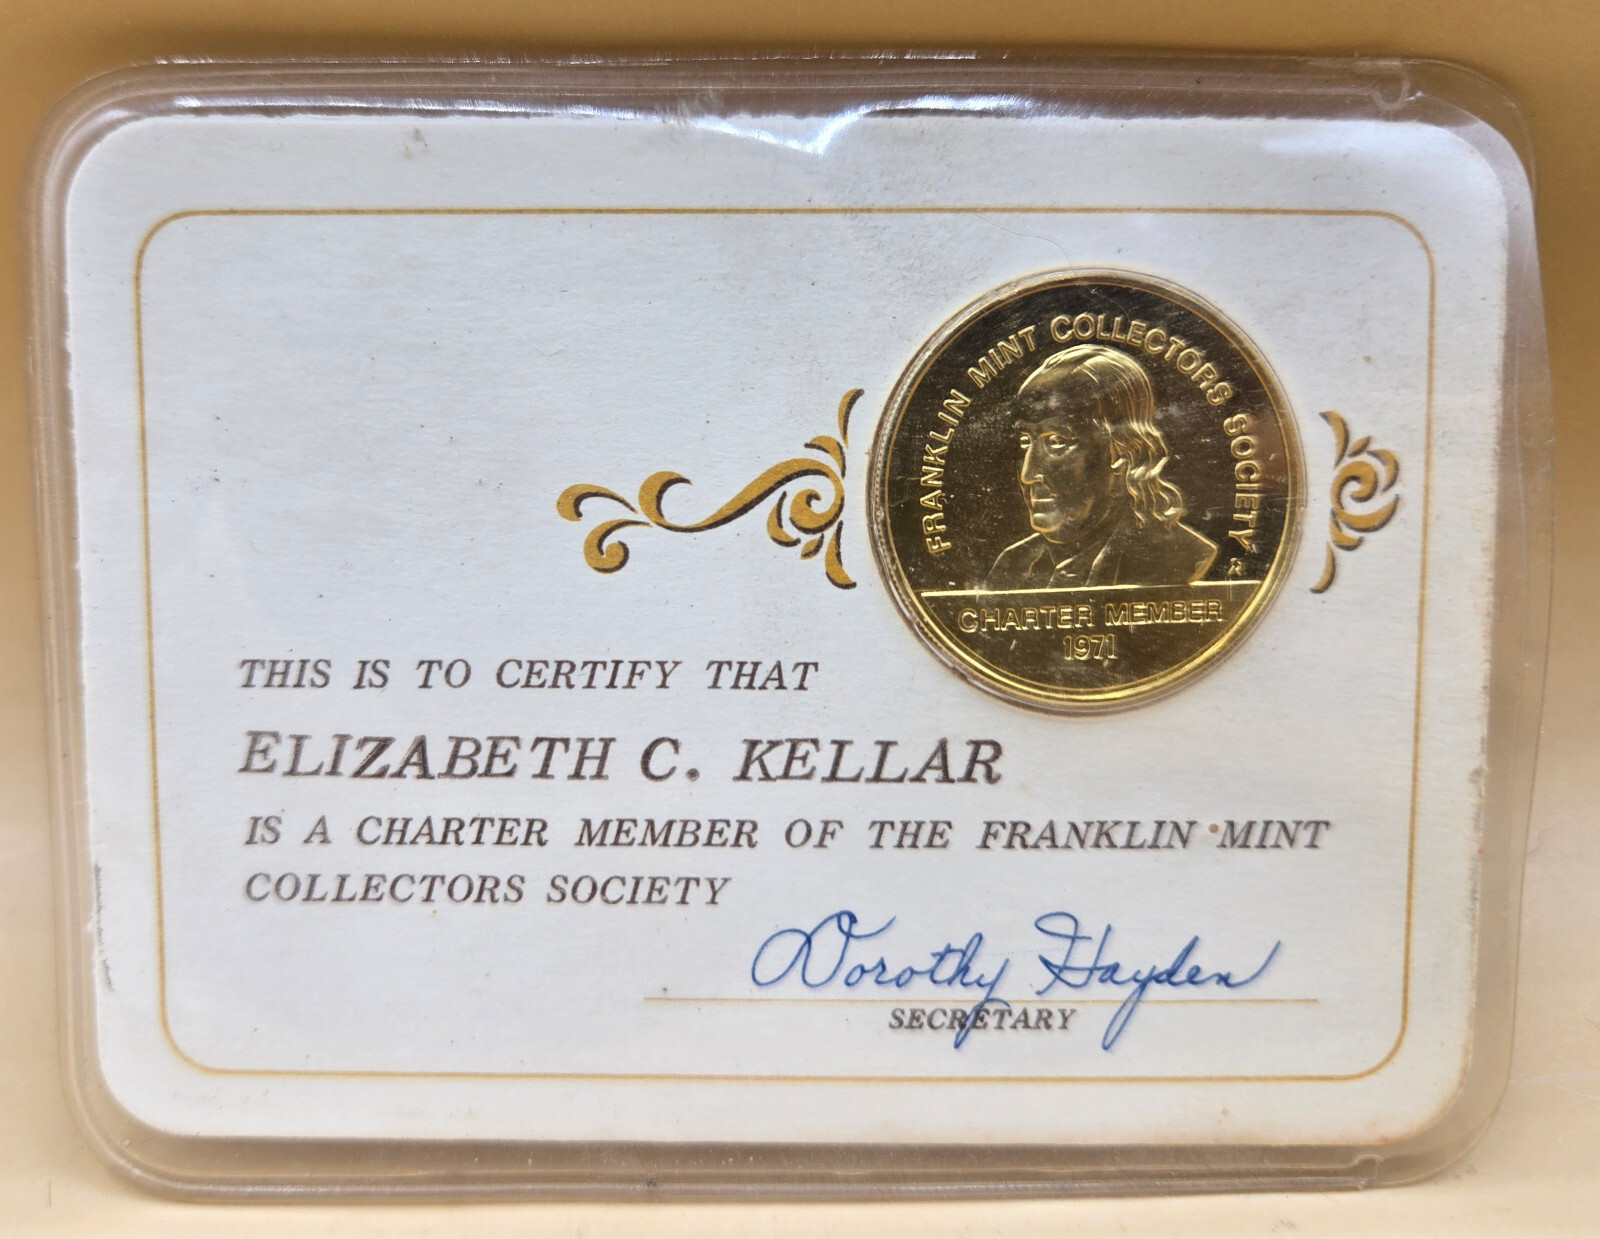 FRANKLIN MINT COLLECTORS SOCIETY
CHARTER MEMBER
1971
THIS IS TO CERTIFY THAT
ELIZABETH C. KELLAR
IS A CHARTER MEMBER OF THE FRANKLIN MINT
COLLECTORS SOCIETY
Dorothy Hayden
SECRETARY